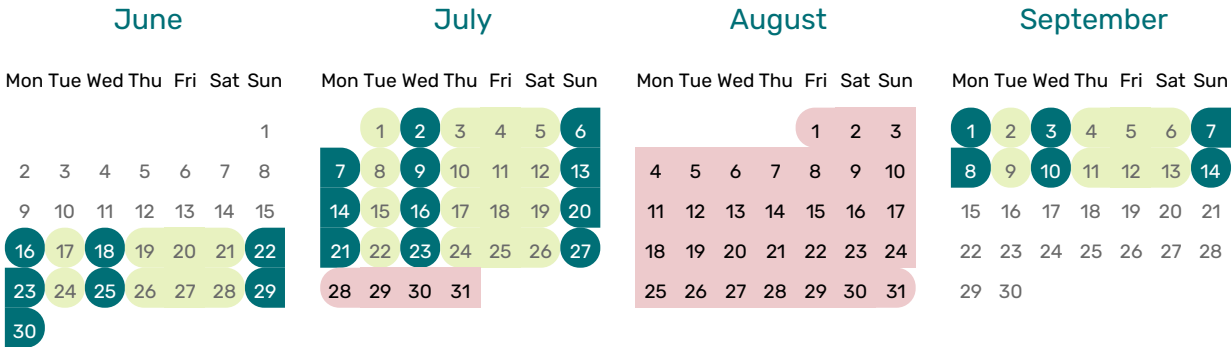 June July August September
Mon Tue Wed Thu Fri Sat Sun Mon Tue Wed Thu Fri Sat Sun Mon Tue Wed Thu Fri Sat Sun Mon Tue Wed Thu Fri Sat Sun
1 1 2 3 4 5 6 1 2 3 1 2 3 4 5 6 7
2 3 4 5 6 7 8 7 8 9 10 11 12 13 4 5 6 7 8 9 10 8 9 10 11 12 13 14
9 10 11 12 13 14 15 14 15 16 17 18 19 20 11 12 13 14 15 16 17 15 16 17 18 19 20 21
16 17 18 19 20 21 22 21 22 23 24 25 26 27 18 19 20 21 22 23 24 22 23 24 25 26 27 28
23 24 25 26 27 28 29 28 29 30 31 25 26 27 28 29 30 31 29 30
30